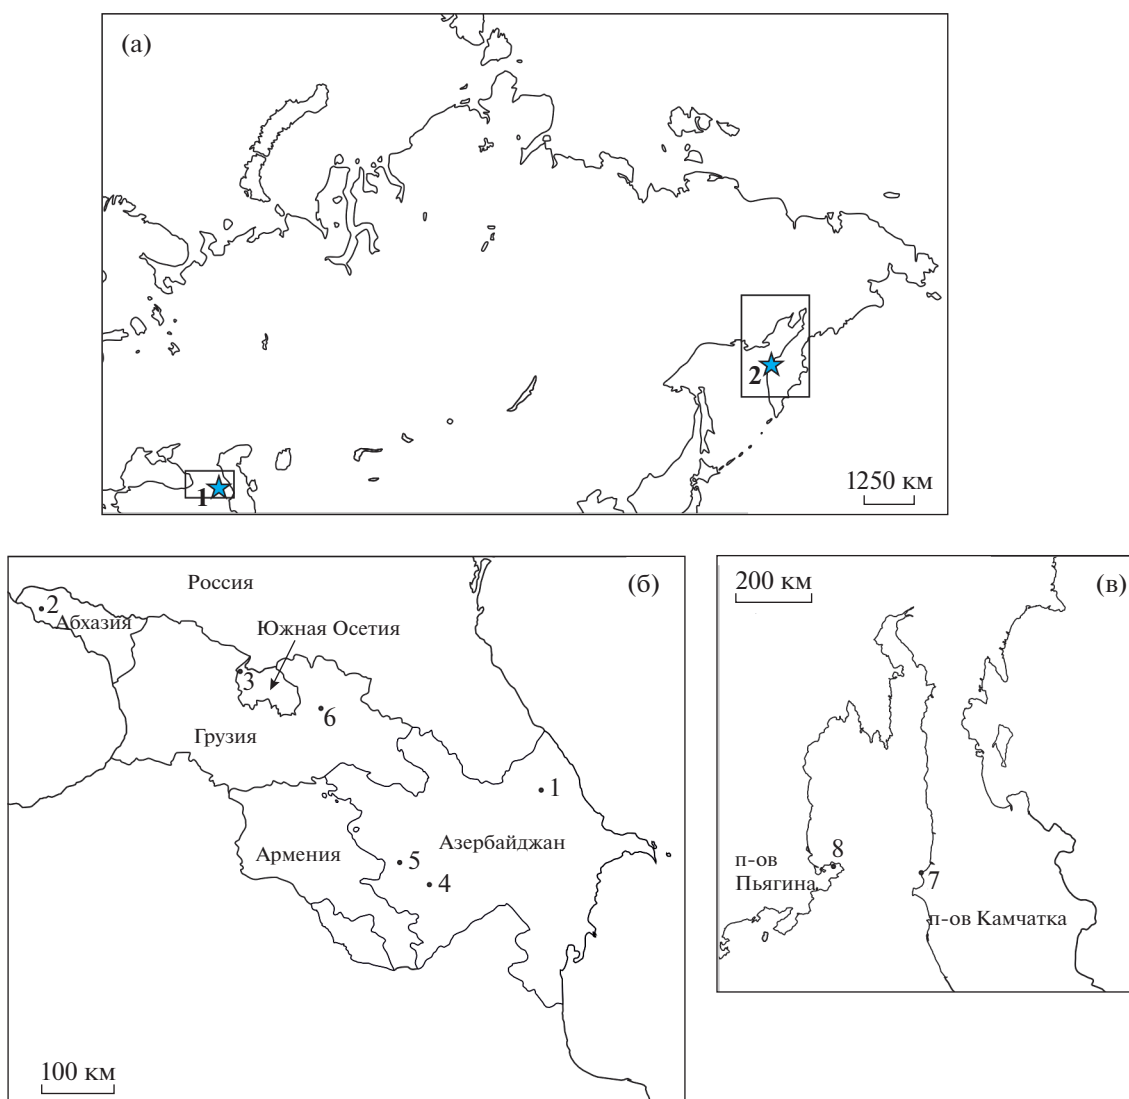 (а)
2
1
1250 км
Россия
(б)
2
Абхазия
Южная Осетия
3
6
Грузия
1
Азербайджан
Армения
5
4
100 км
200 км
(в)
8
п-ов
Пьягина
7
п-ов Камчатка